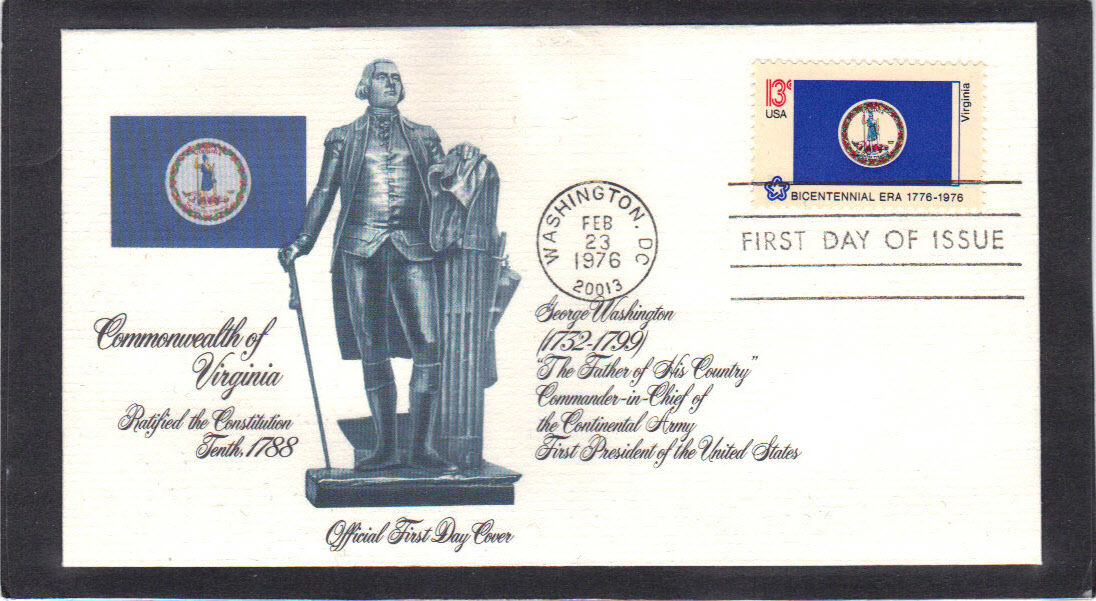 13c
USA
Virginia
BICENTENNIAL ERA 1776-1976
WASHINGTON, DC
FEB
23
1976
20013
FIRST DAY OF ISSUE
Commonwealth of
Virginia
Ratified the Constitution
Tenth, 1788
George Washington
(1732-1799)
"The Father of His Country"
Commander-in-Chief of
the Continental Army
First President of the United States
Official First Day Cover